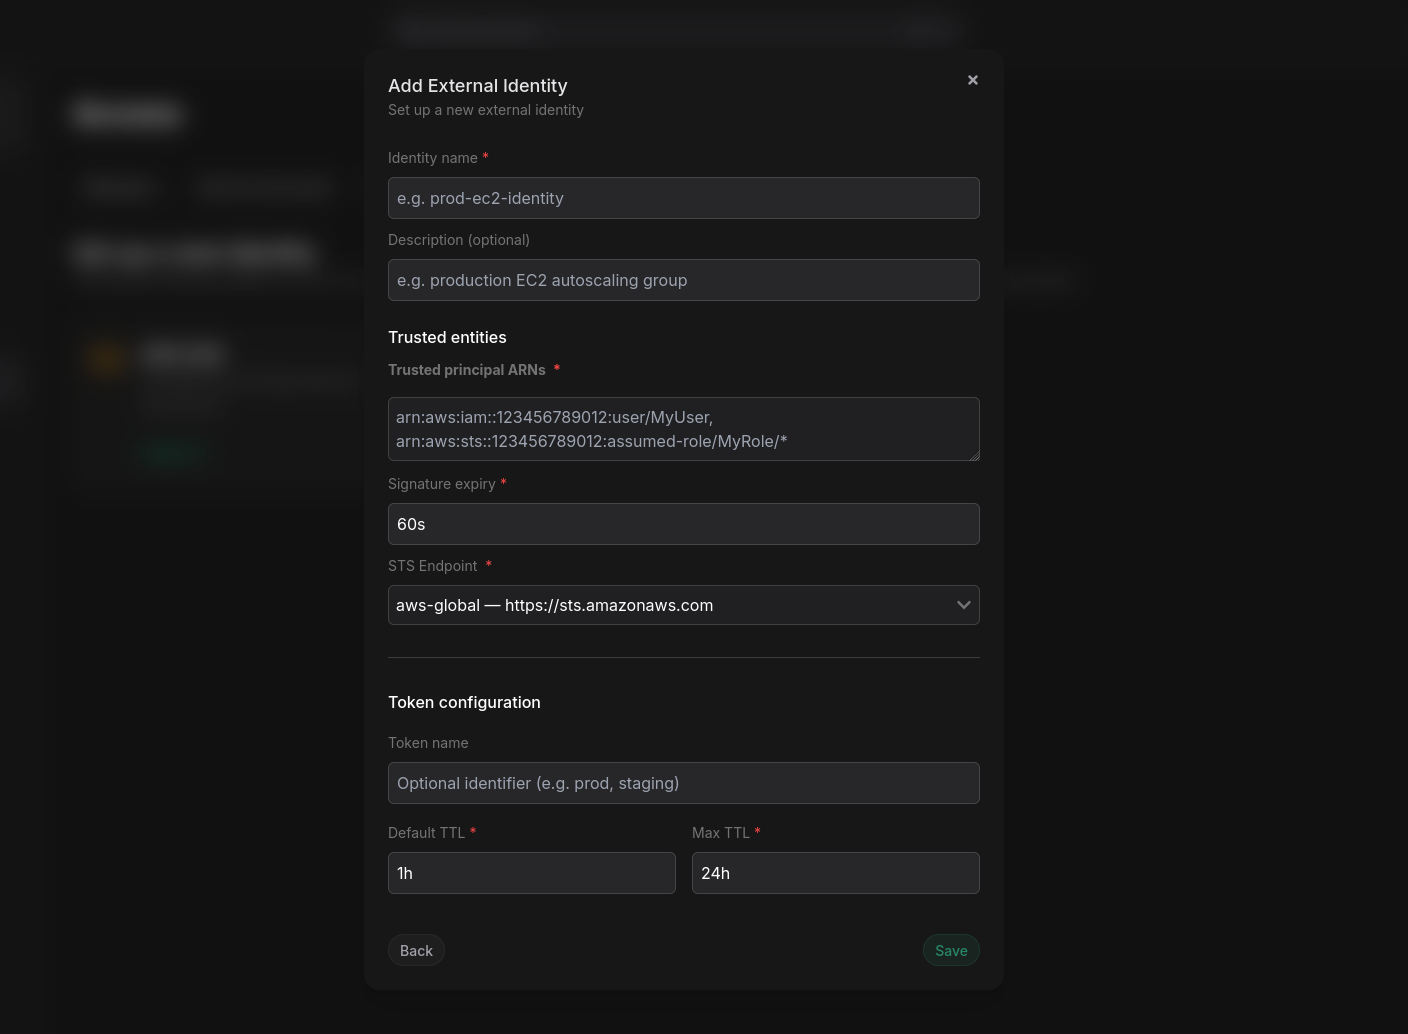 Add External Identity
Set up a new external identity
Identity name *
e.g. prod-ec2-identity
Description (optional)
e.g. production EC2 autoscaling group
Trusted entities
Trusted principal ARNs *
arn:aws:iam::123456789012:user/MyUser,
arn:aws:sts::123456789012:assumed-role/MyRole/*
Signature expiry *
60s
STS Endpoint *
aws-global — https://sts.amazonaws.com
Token configuration
Token name
Optional identifier (e.g. prod, staging)
Default TTL * Max TTL *
1h 24h
Back Save